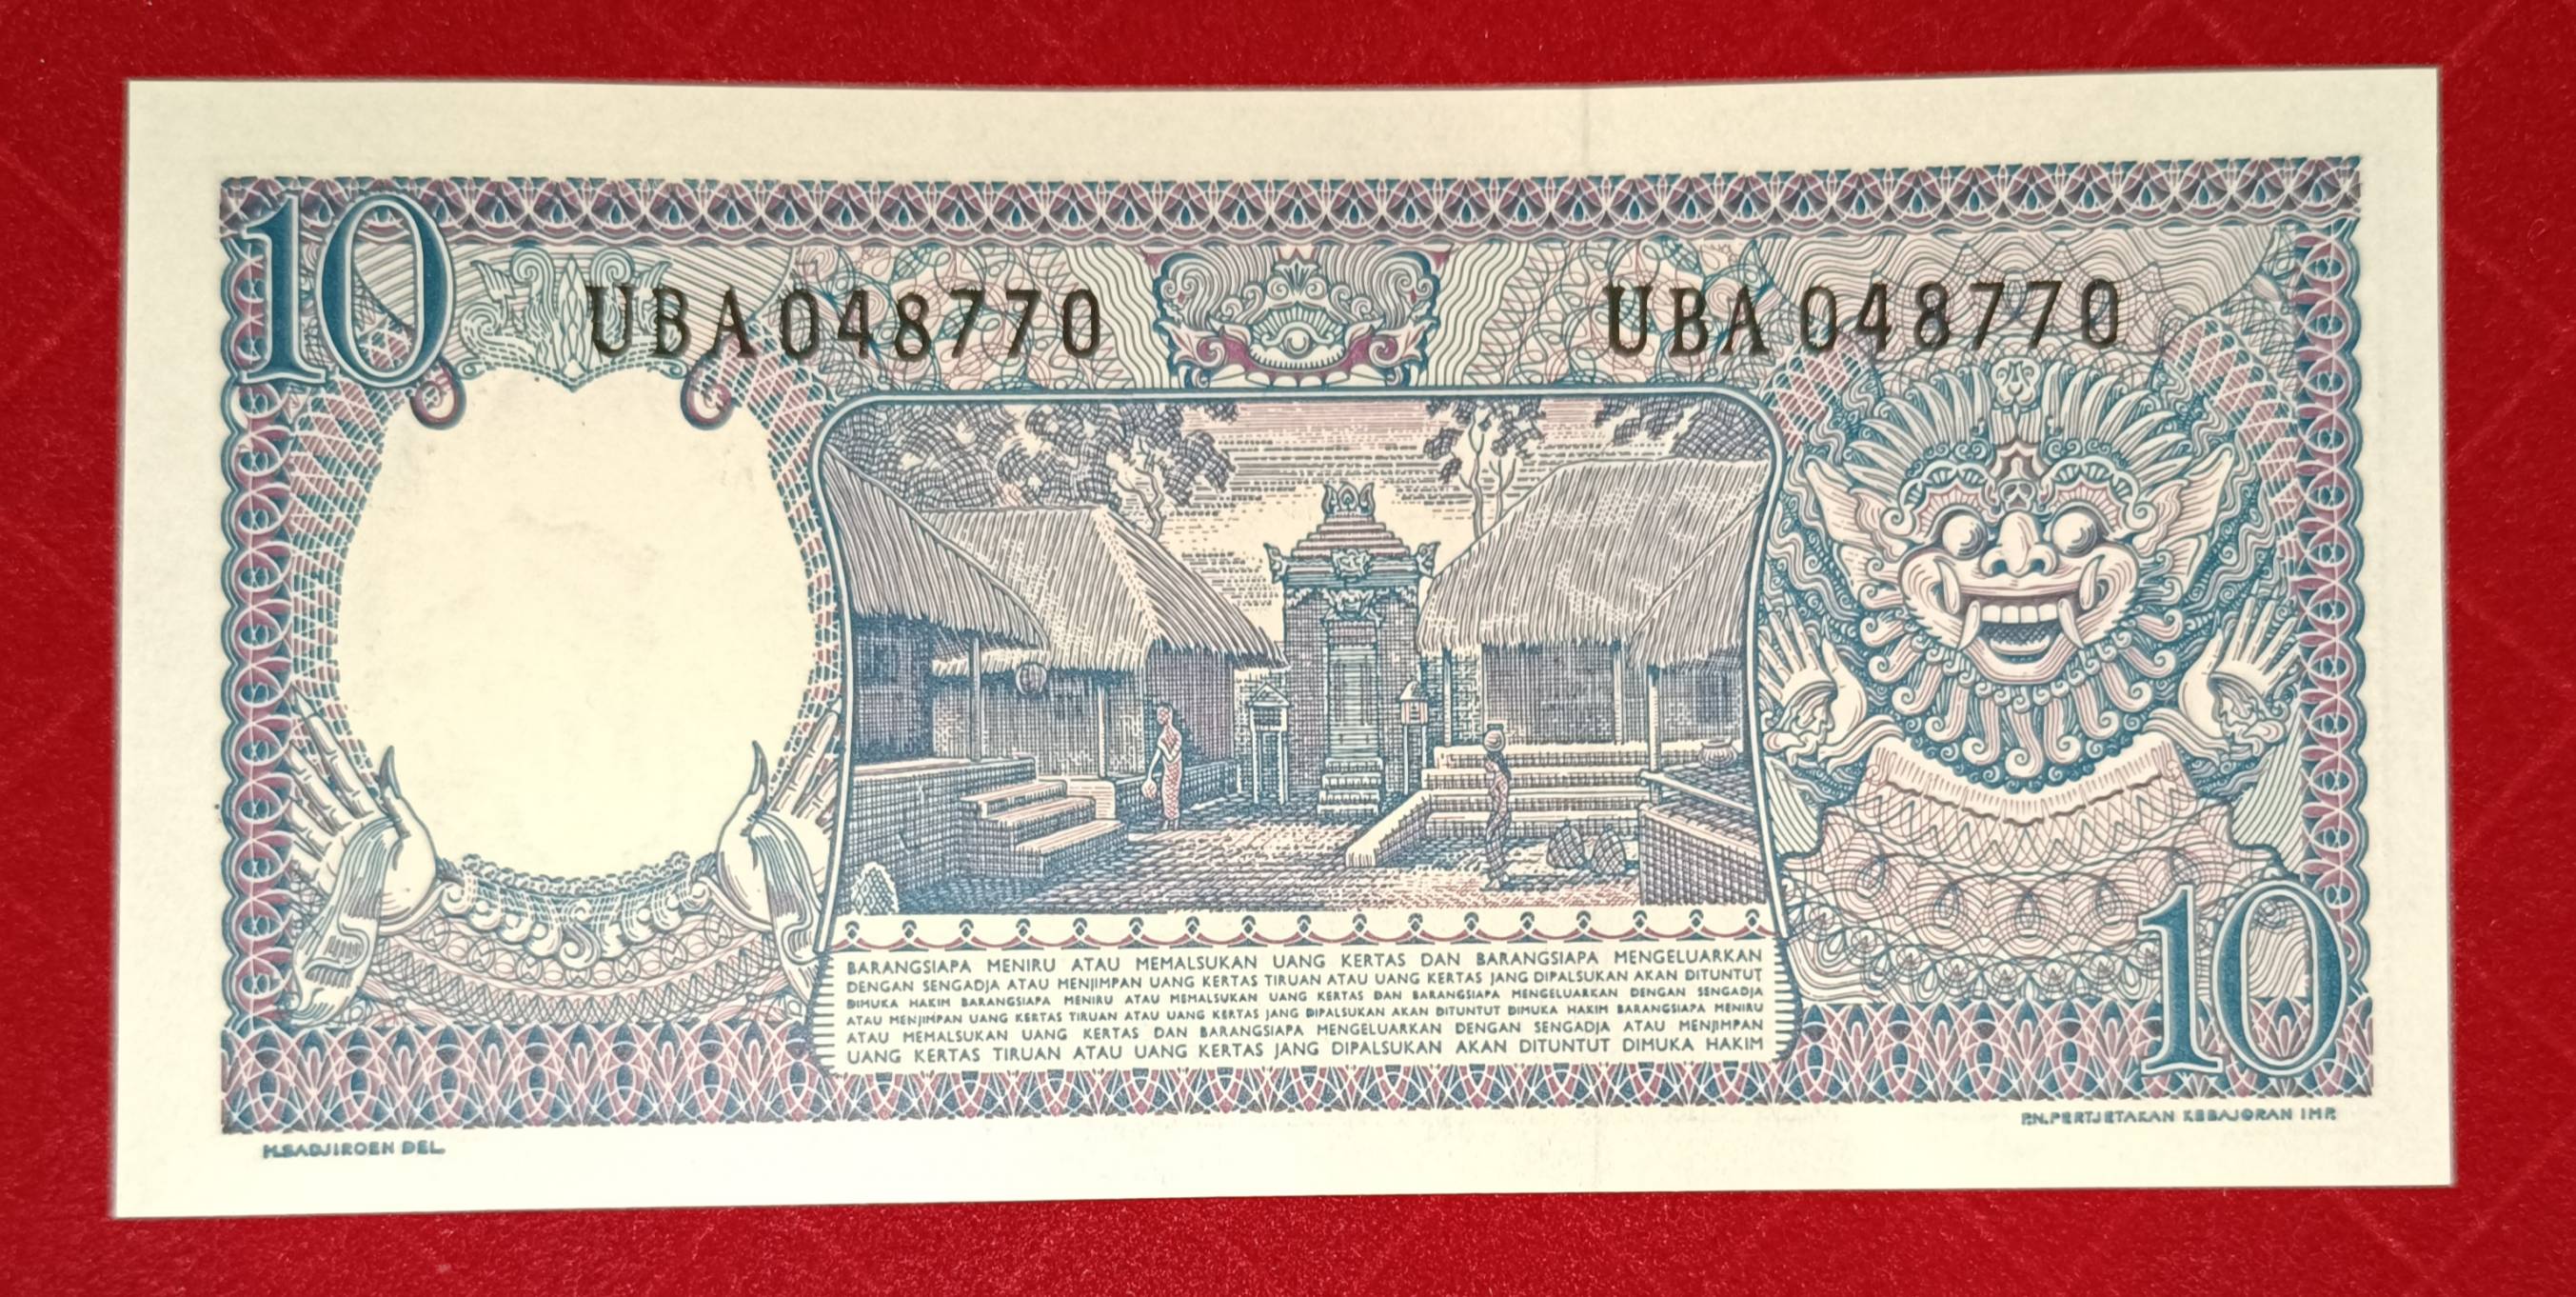 10
UBA048770
UBA048770
BARANGSIAPA MENIRU ATAU MEMALSUKAN UANG KERTAS DAN BARANGSIAPA MENGELUARKAN
DENGAN SENGADJA ATAU MENJIMPAN UANG KERTAS TIRUAN ATAU UANG KERTAS JANG DIPALSUKAN AKAN DITUNTUT
DIMUKA HAKIM BARANGSIAPA MENIRU ATAU MEMALSUKAN UANG KERTAS DAN BARANGSIAPA MENGELUARKAN DENGAN SENGADJA
ATAU MENJIMPAN UANG KERTAS TIRUAN ATAU UANG KERTAS JANG DIPALSUKAN AKAN DITUNTUT DIMUKA HAKIM BARANGSIAPA MENIRU
ATAU MEMALSUKAN UANG KERTAS DAN BARANGSIAPA MENGELUARKAN DENGAN SENGADJA ATAU MENJIMPAN
UANG KERTAS TIRUAN ATAU UANG KERTAS JANG DIPALSUKAN AKAN DITUNTUT DIMUKA HAKIM
10
M.SADJIROEN DEL.
P.N.PERTJETAKAN KEBAJORAN IMP.